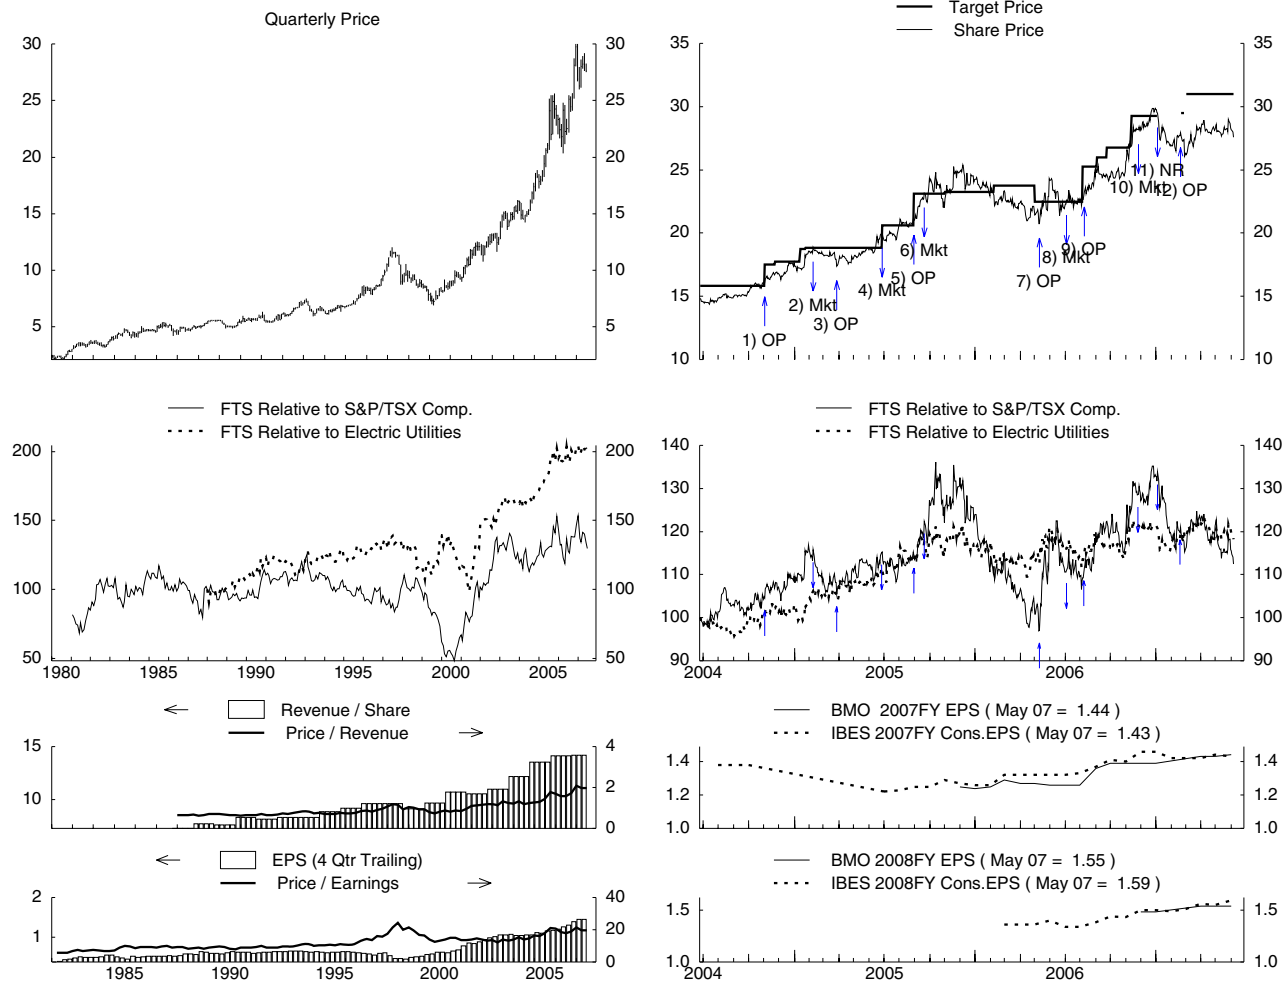 Quarterly Price
30 30
25 25
20 20
15 15
10 10
5 5
Target Price
Share Price
35 35
30 30
25 25
20 20
15 15
10 10
1) OP
2) Mkt
3) OP
4) Mkt
5) OP
6) Mkt
7) OP
8) Mkt
9) OP
10) Mkt
11) NR
12) OP
FTS Relative to S&P/TSX Comp.
FTS Relative to Electric Utilities
200 200
150 150
100 100
50 50
1980 1985 1990 1995 2000 2005
FTS Relative to S&P/TSX Comp.
FTS Relative to Electric Utilities
140 140
130 130
120 120
110 110
100 100
90 90
2004 2005 2006
Revenue / Share
Price / Revenue
15 4
10 2
0
BMO 2007FY EPS ( May 07 = 1.44 )
IBES 2007FY Cons.EPS ( May 07 = 1.43 )
1.4 1.4
1.2 1.2
1.0 1.0
EPS (4 Qtr Trailing)
Price / Earnings
2 40
1 20
0
1985 1990 1995 2000 2005
BMO 2008FY EPS ( May 07 = 1.55 )
IBES 2008FY Cons.EPS ( May 07 = 1.59 )
1.5 1.5
1.0 1.0
2004 2005 2006